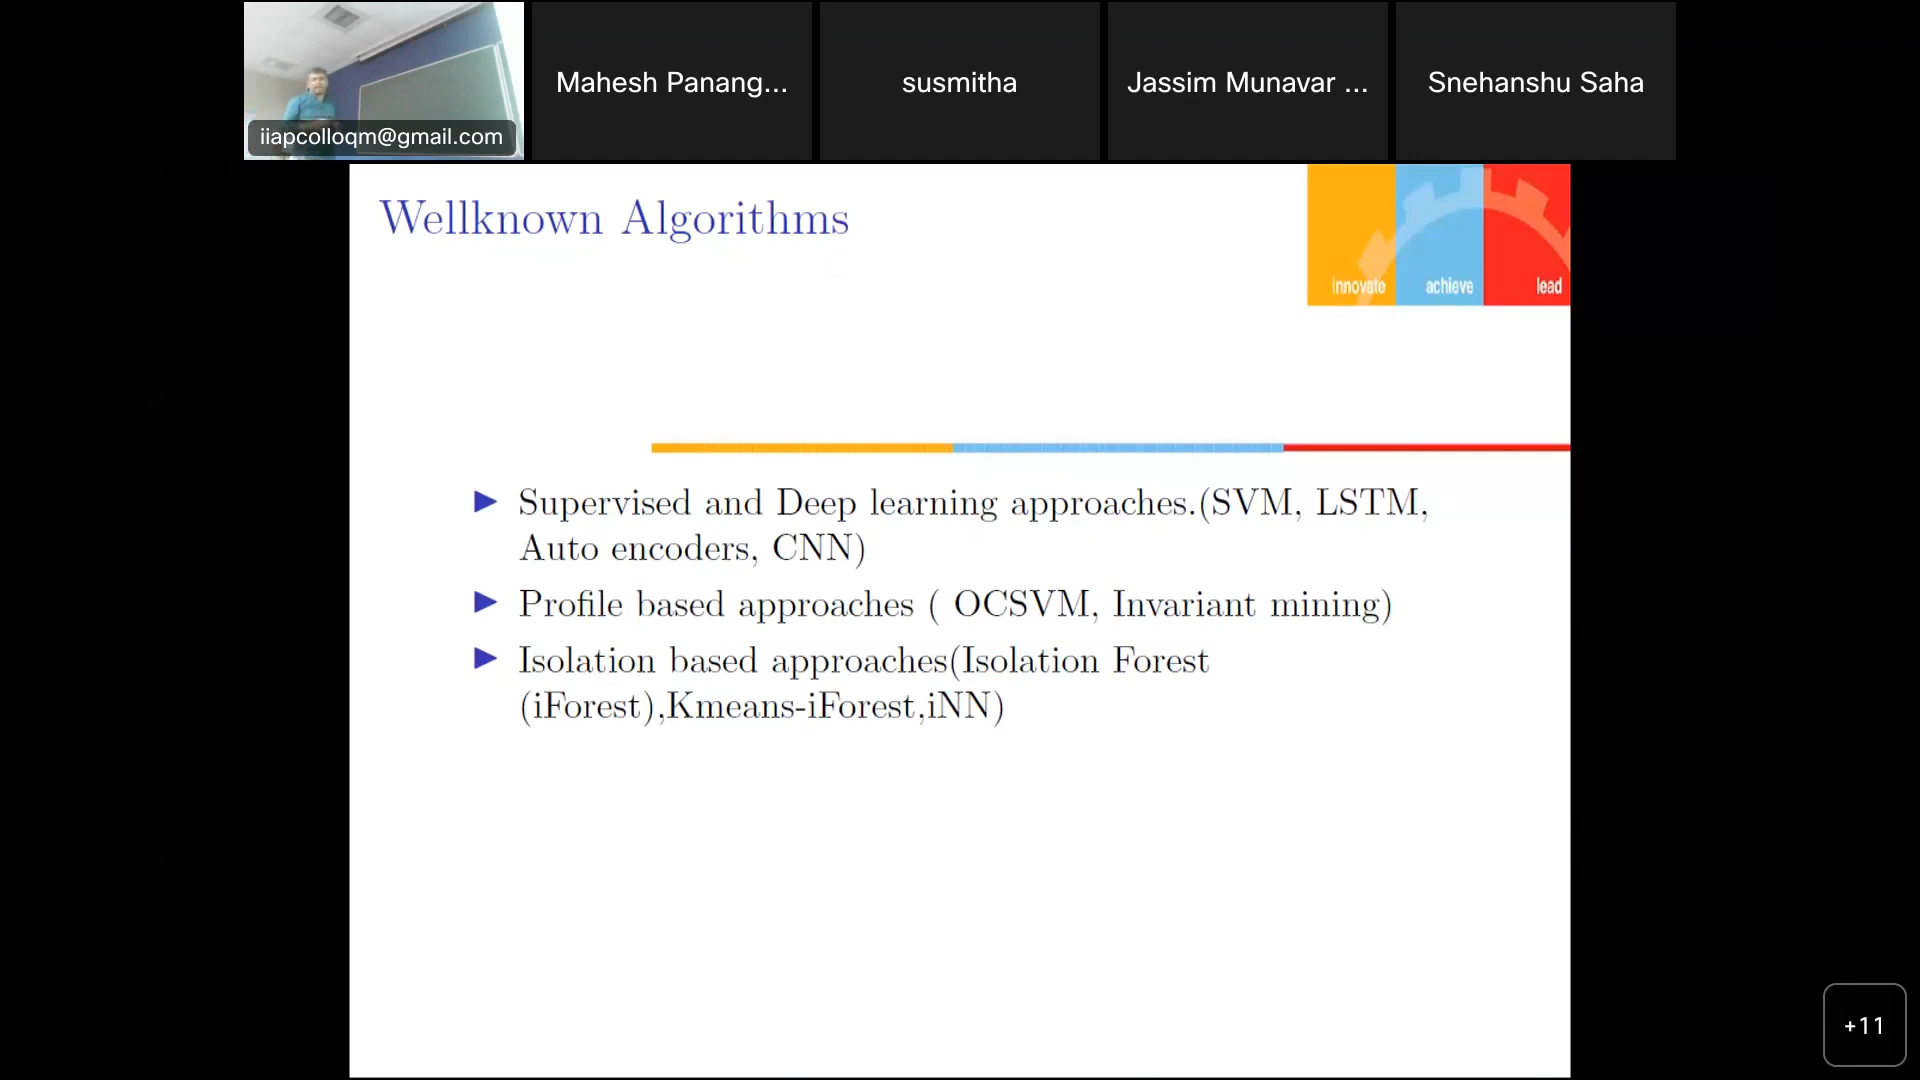 iiapcolloqm@gmail.com
Mahesh Panang...
susmitha
Jassim Munavar ...
Snehanshu Saha
Wellknown Algorithms
innovate
achieve
lead
Supervised and Deep learning approaches.(SVM, LSTM,
Auto encoders, CNN)
Profile based approaches ( OCSVM, Invariant mining)
Isolation based approaches(Isolation Forest
(iForest),Kmeans-iForest,iNN)
+11